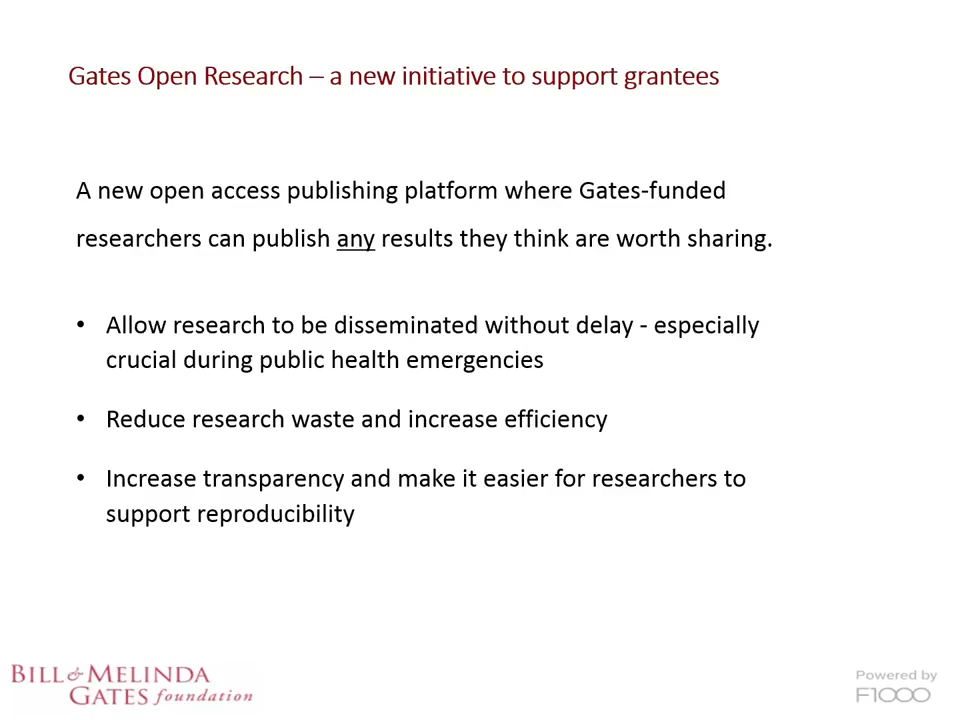 Gates Open Research – a new initiative to support grantees
A new open access publishing platform where Gates-funded
researchers can publish any results they think are worth sharing.
• Allow research to be disseminated without delay - especially
crucial during public health emergencies
• Reduce research waste and increase efficiency
• Increase transparency and make it easier for researchers to
support reproducibility
BILL & MELINDA
GATES foundation
Powered by
F1000